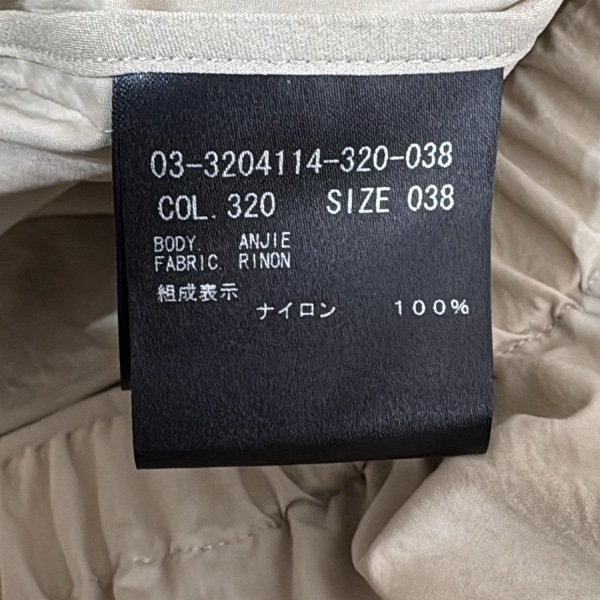 03-3204114-320-038
COL. 320 SIZE 038
BODY. ANJIE
FABRIC. RINON
組成表示
ナイロン 100%